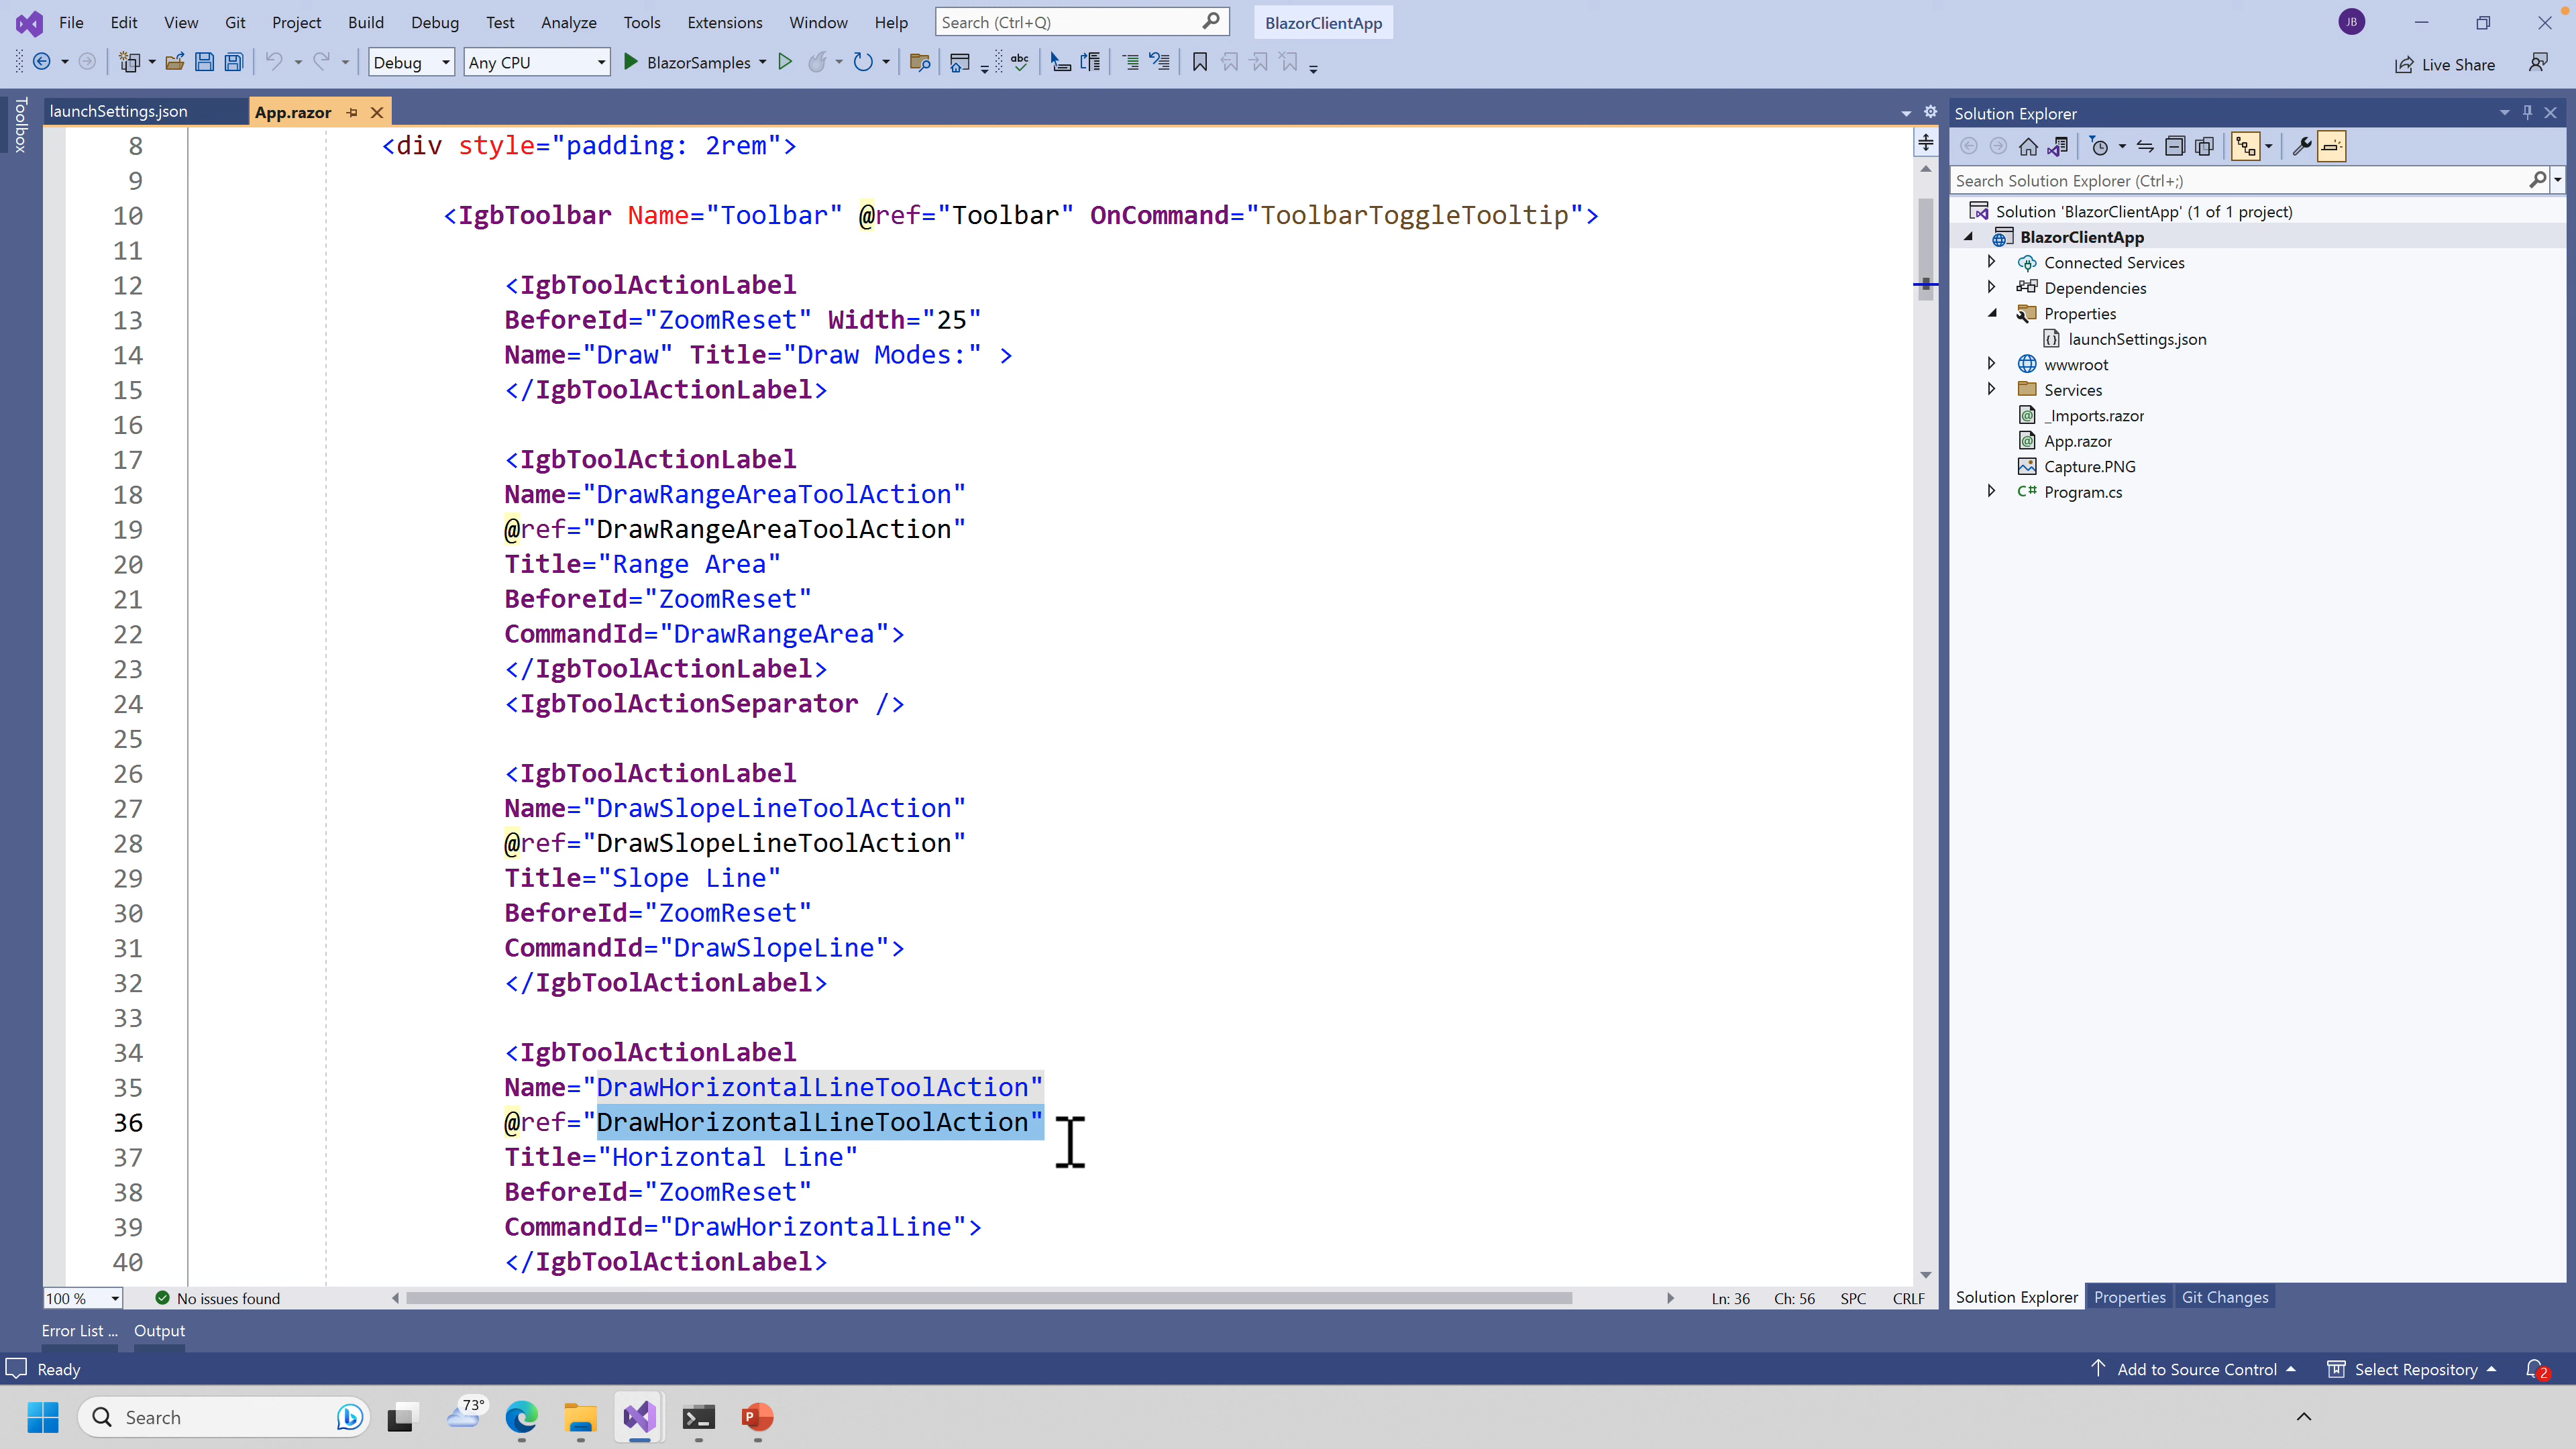 File Edit View Git Project Build Debug Test Analyze Tools Extensions Window Help Search (Ctrl+Q) BlazorClientApp JB
Debug Any CPU BlazorSamples abc Live Share
Toolbox
launchSettings.json App.razor
8 <div style="padding: 2rem">
9
10 <IgbToolbar Name="Toolbar" @ref="Toolbar" OnCommand="ToolbarToggleTooltip">
11
12 <IgbToolActionLabel
13 BeforeId="ZoomReset" Width="25"
14 Name="Draw" Title="Draw Modes:" >
15 </IgbToolActionLabel>
16
17 <IgbToolActionLabel
18 Name="DrawRangeAreaToolAction"
19 @ref="DrawRangeAreaToolAction"
20 Title="Range Area"
21 BeforeId="ZoomReset"
22 CommandId="DrawRangeArea">
23 </IgbToolActionLabel>
24 <IgbToolActionSeparator />
25
26 <IgbToolActionLabel
27 Name="DrawSlopeLineToolAction"
28 @ref="DrawSlopeLineToolAction"
29 Title="Slope Line"
30 BeforeId="ZoomReset"
31 CommandId="DrawSlopeLine">
32 </IgbToolActionLabel>
33
34 <IgbToolActionLabel
35 Name="DrawHorizontalLineToolAction"
36 @ref="DrawHorizontalLineToolAction"
37 Title="Horizontal Line"
38 BeforeId="ZoomReset"
39 CommandId="DrawHorizontalLine">
40 </IgbToolActionLabel>
100 % No issues found Ln: 36 Ch: 56 SPC CRLF
Solution Explorer
Search Solution Explorer (Ctrl+;)
Solution 'BlazorClientApp' (1 of 1 project)
BlazorClientApp
Connected Services
Dependencies
Properties
launchSettings.json
wwwroot
Services
_Imports.razor
App.razor
Capture.PNG
C# Program.cs
Solution Explorer Properties Git Changes
Error List ... Output
Ready Add to Source Control Select Repository 2
Search 73°